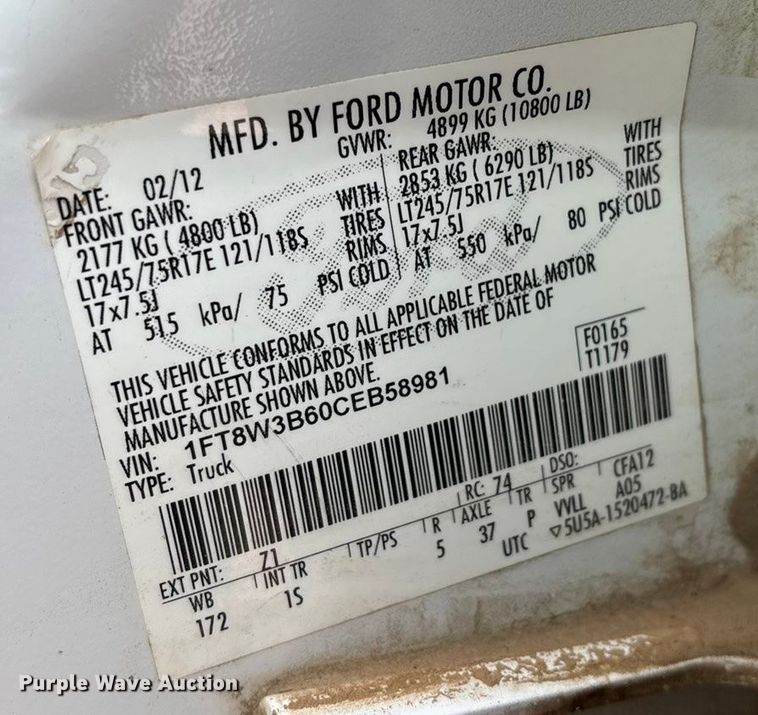 MFD. BY FORD MOTOR CO.
DATE: 02/12 GVWR: 4899 KG (10800 LB)
FRONT GAWR: REAR GAWR: WITH
2177 KG ( 4800 LB) WITH 2853 KG ( 6290 LB) TIRES
LT245/75R17E 121/118S TIRES LT245/75R17E 121/118S RIMS
17x7.5J RIMS 17x7.5J
AT 515 kPa/ 75 PSI COLD AT 550 kPa/ 80 PSI COLD
THIS VEHICLE CONFORMS TO ALL APPLICABLE FEDERAL MOTOR
VEHICLE SAFETY STANDARDS IN EFFECT ON THE DATE OF
MANUFACTURE SHOWN ABOVE.
VIN: 1FT8W3B60CEB58981 F0165
TYPE: Truck T1179
EXT PNT: Z1 RC: 74 DSO:
WB INT TR TP/PS R AXLE TR SPR CFA12
172 1S 5 37 P VVLL A05
UTC ▽5U5A-1520472-BA
Purple Wave Auction